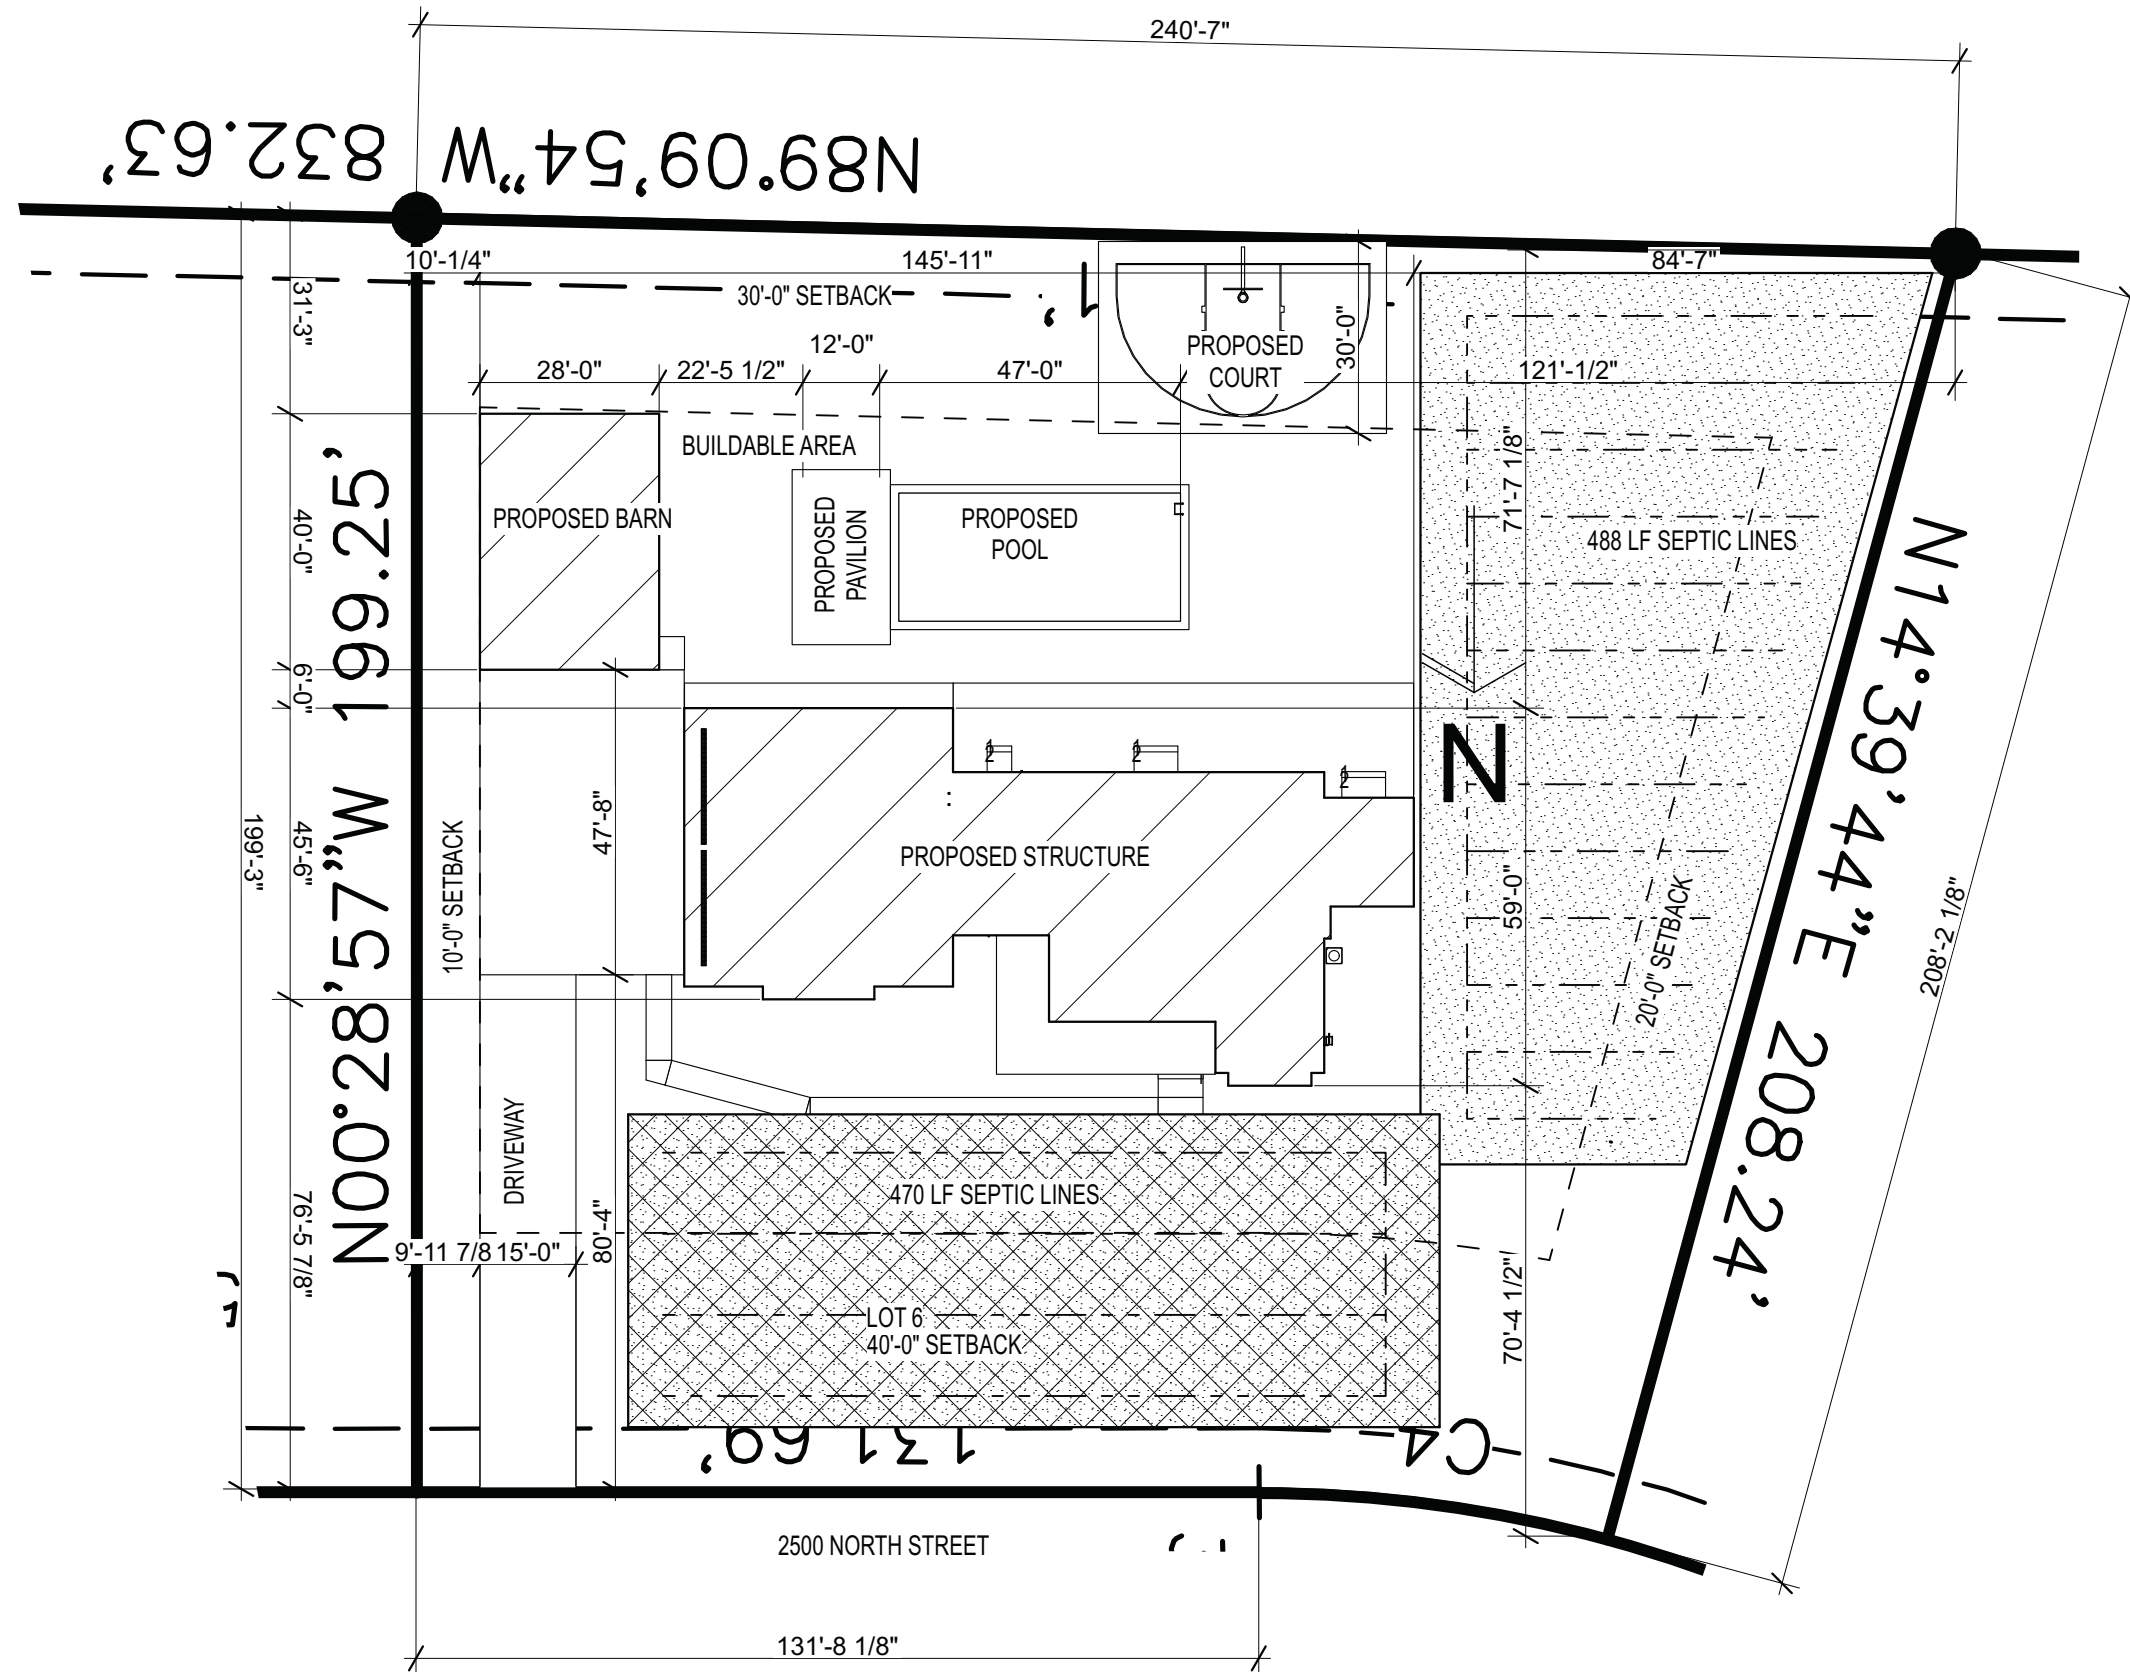 240'-7"
832.63'
N89°09'54"W
10'-1/4"
145'-11"
84'-7"
30'-0" SETBACK
1'
31'-3"
12'-0"
PROPOSED
COURT
30'-0"
28'-0"
22'-5 1/2"
47'-0"
121'-1/2"
BUILDABLE AREA
71'-7 1/8"
PROPOSED BARN
PROPOSED
PAVILION
PROPOSED
POOL
488 LF SEPTIC LINES
40'-0"
6'-0"
N00°28'57"W 199.25'
N14°39'44"E 208.24'
N
2
2
2
199'-3"
45'-6"
10'-0" SETBACK
47'-8"
PROPOSED STRUCTURE
59'-0"
20'-0" SETBACK
208'-2 1/8"
DRIVEWAY
76'-5 7/8"
470 LF SEPTIC LINES
80'-4"
9'-11 7/8
15'-0"
LOT 6
40'-0" SETBACK
70'-4 1/2"
131.69'
C4
2500 NORTH STREET
131'-8 1/8"